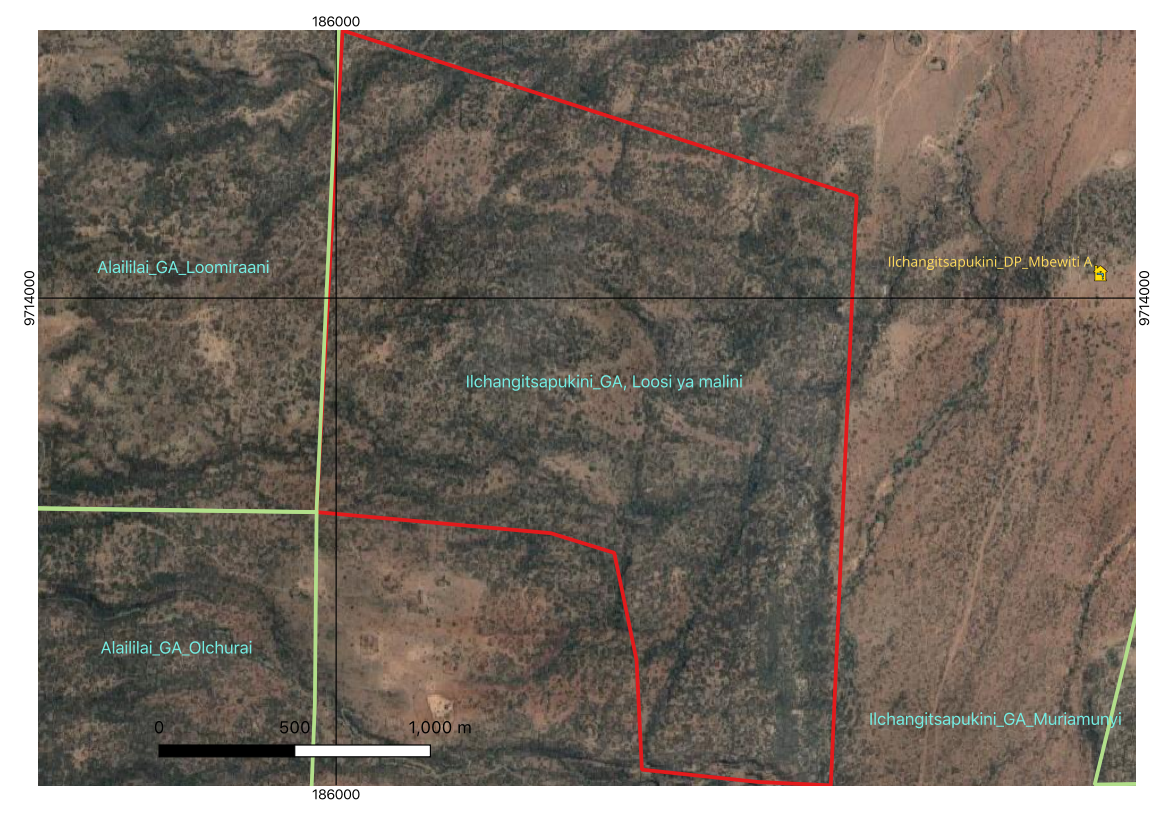 186000
Alaililai_GA_Loomiraani
Ilchangitsapukini_DP_Mbewiti A
9714000
9714000
Ilchangitsapukini_GA, Loosi ya malini
Alaililai_GA_Olchurai
Ilchangitsapukini_GA_Muriamunyi
0 500 1,000 m
186000